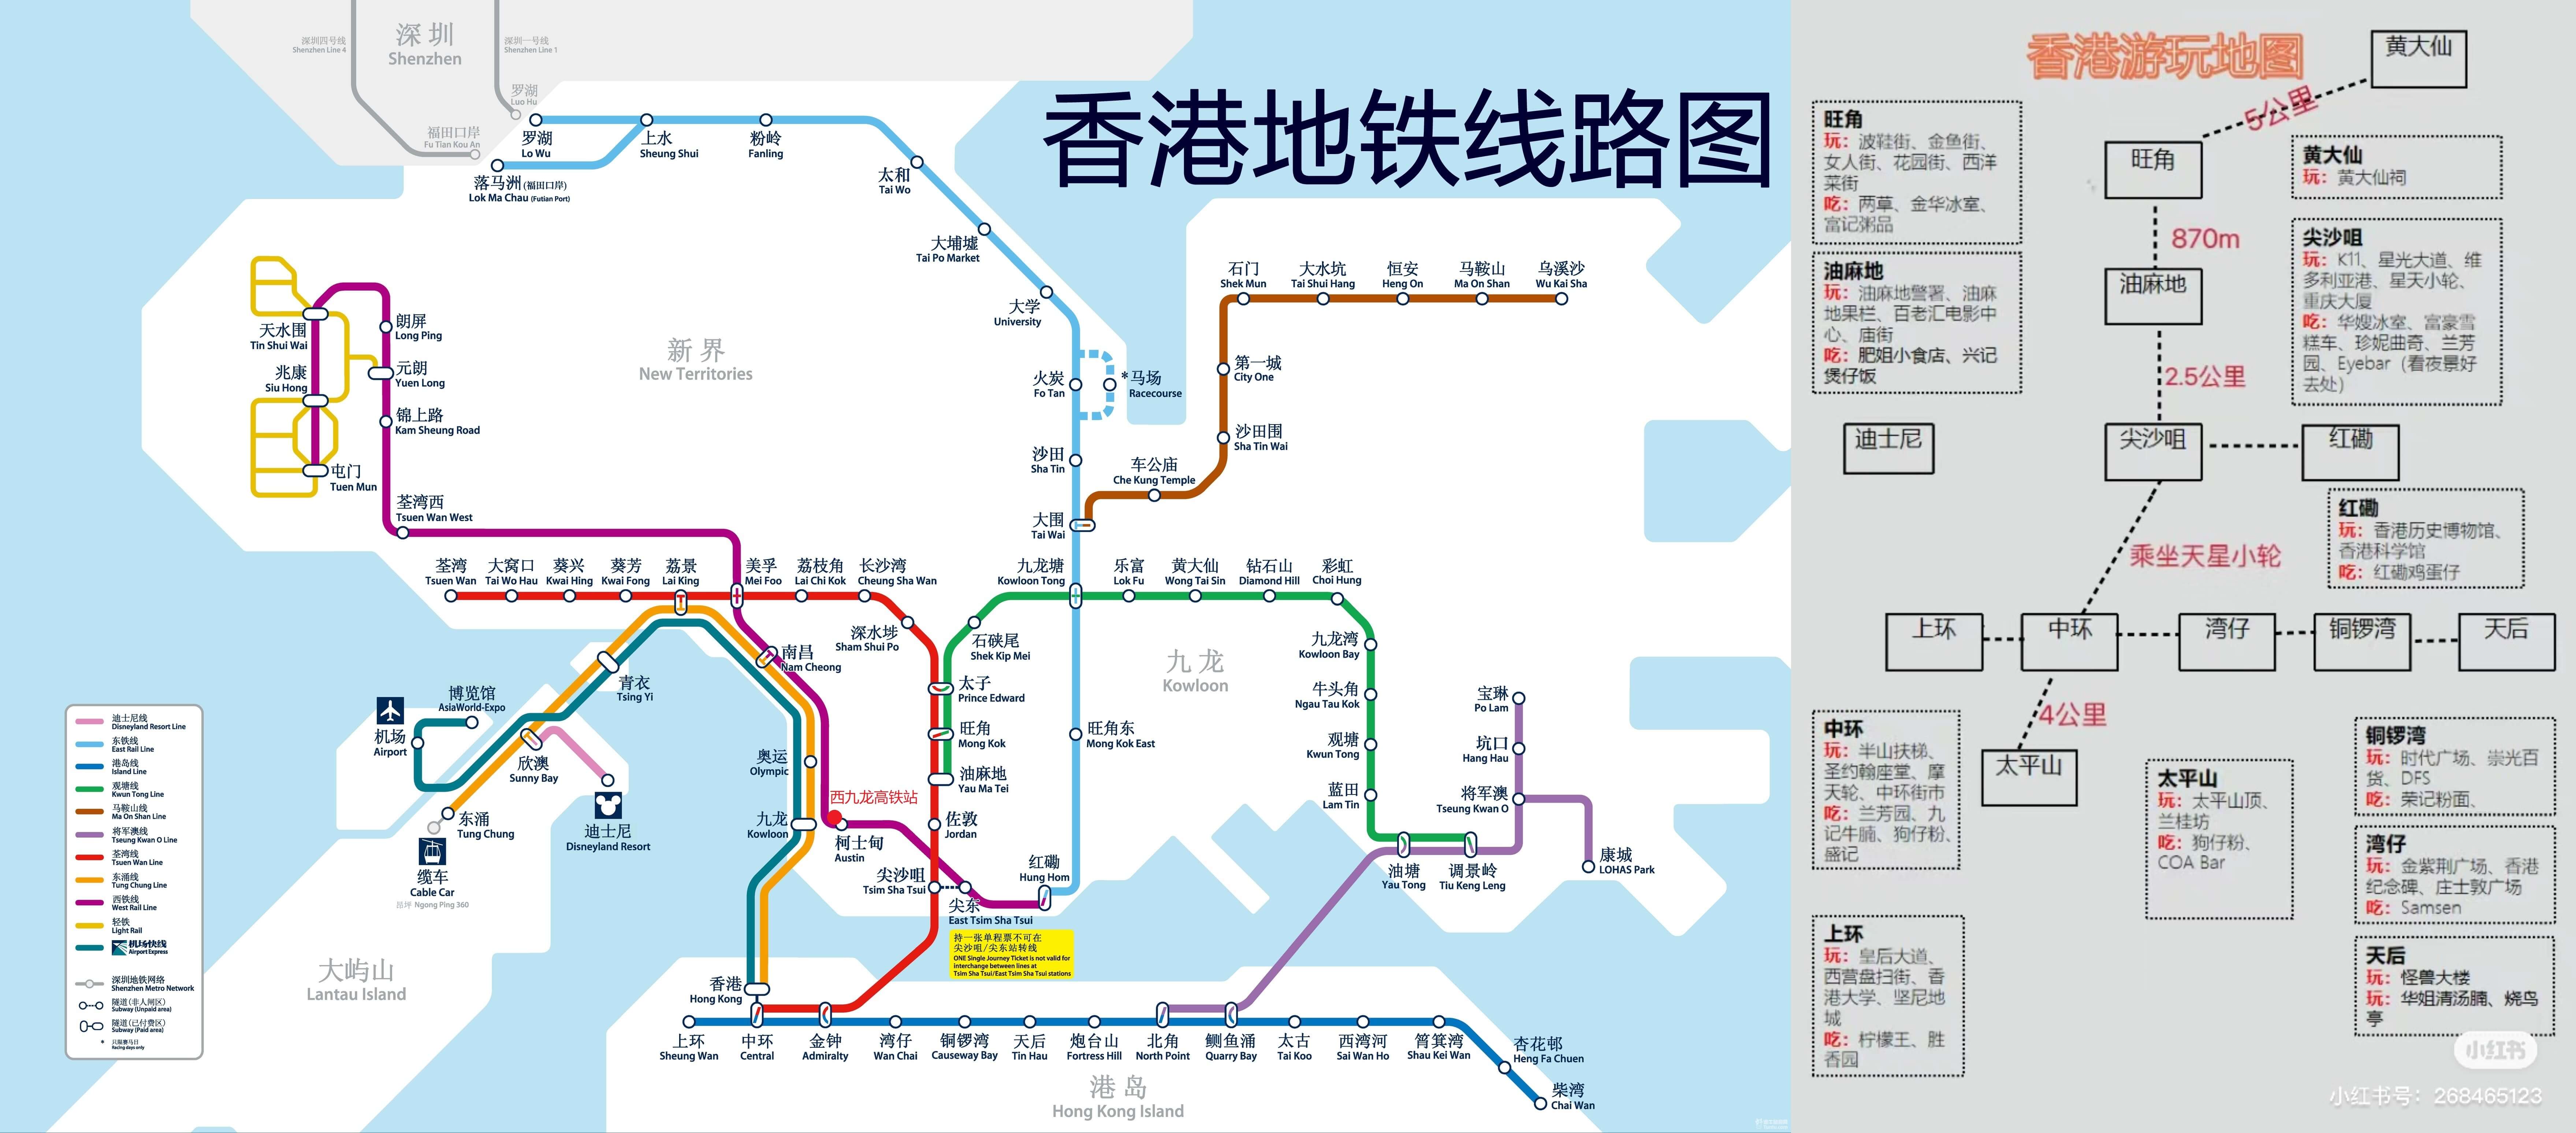 香港地铁线路图
深圳
Shenzhen
深圳四号线
Shenzhen Line 4
深圳一号线
Shenzhen Line 1
罗湖
Luo Hu
福田口岸
Fu Tian Kou An
罗湖
Lo Wu
上水
Sheung Shui
粉岭
Fanling
落马洲(福田口岸)
Lok Ma Chau (Futian Port)
太和
Tai Wo
大埔墟
Tai Po Market
大学
University
火炭
Fo Tan
*马场
Racecourse
沙田
Sha Tin
大围
Tai Wai
石门
Shek Mun
大水坑
Tai Shui Hang
恒安
Heng On
马鞍山
Ma On Shan
乌溪沙
Wu Kai Sha
第一城
City One
沙田围
Sha Tin Wai
车公庙
Che Kung Temple
新界
New Territories
天水围
Tin Shui Wai
朗屏
Long Ping
兆康
Siu Hong
元朗
Yuen Long
锦上路
Kam Sheung Road
屯门
Tuen Mun
荃湾西
Tsuen Wan West
荃湾
Tsuen Wan
大窝口
Tai Wo Hau
葵兴
Kwai Hing
葵芳
Kwai Fong
荔景
Lai King
美孚
Mei Foo
荔枝角
Lai Chi Kok
长沙湾
Cheung Sha Wan
九龙塘
Kowloon Tong
乐富
Lok Fu
黄大仙
Wong Tai Sin
钻石山
Diamond Hill
彩虹
Choi Hung
深水埗
Sham Shui Po
石硖尾
Shek Kip Mei
九龙湾
Kowloon Bay
南昌
Nam Cheong
青衣
Tsing Yi
太子
Prince Edward
九龙
Kowloon
牛头角
Ngau Tau Kok
宝琳
Po Lam
博览馆
AsiaWorld-Expo
机场
Airport
旺角
Mong Kok
旺角东
Mong Kok East
观塘
Kwun Tong
坑口
Hang Hau
欣澳
Sunny Bay
奥运
Olympic
油麻地
Yau Ma Tei
蓝田
Lam Tin
将军澳
Tseung Kwan O
西九龙高铁站
东涌
Tung Chung
迪士尼
Disneyland Resort
九龙
Kowloon
柯士甸
Austin
佐敦
Jordan
缆车
Cable Car
昂坪 Ngong Ping 360
尖沙咀
Tsim Sha Tsui
尖东
East Tsim Sha Tsui
红磡
Hung Hom
油塘
Yau Tong
调景岭
Tiu Keng Leng
康城
LOHAS Park
持一张单程票不可在
尖沙咀/尖东站转线
ONE Single Journey Ticket is not valid for
interchange between lines at
Tsim Sha Tsui/East Tsim Sha Tsui stations
大屿山
Lantau Island
香港
Hong Kong
上环
Sheung Wan
中环
Central
金钟
Admiralty
湾仔
Wan Chai
铜锣湾
Causeway Bay
天后
Tin Hau
炮台山
Fortress Hill
北角
North Point
鲗鱼涌
Quarry Bay
太古
Tai Koo
西湾河
Sai Wan Ho
筲箕湾
Shau Kei Wan
杏花邨
Heng Fa Chuen
柴湾
Chai Wan
港岛
Hong Kong Island
迪士尼线
Disneyland Resort Line
东铁线
East Rail Line
港岛线
Island Line
观塘线
Kwun Tong Line
马鞍山线
Ma On Shan Line
将军澳线
Tseung Kwan O Line
荃湾线
Tsuen Wan Line
东涌线
Tung Chung Line
西铁线
West Rail Line
轻铁
Light Rail
机场快线
Airport Express
深圳地铁网络
Shenzhen Metro Network
隧道(非人闸区)
Subway (Unpaid area)
隧道(已付费区)
Subway (Paid area)
* 只限赛马日
Racing days only
香港游玩地图
黄大仙
5公里
旺角
870m
油麻地
2.5公里
尖沙咀
红磡
迪士尼
乘坐天星小轮
上环
中环
湾仔
铜锣湾
天后
4公里
太平山
旺角
玩：波鞋街、金鱼街、
女人街、花园街、西洋
菜街
吃：两草、金华冰室、
富记粥品
油麻地
玩：油麻地警署、油麻
地果栏、百老汇电影中
心、庙街
吃：肥姐小食店、兴记
煲仔饭
黄大仙
玩：黄大仙祠
尖沙咀
玩：K11、星光大道、维
多利亚港、星天小轮、
重庆大厦
吃：华嫂冰室、富豪雪
糕车、珍妮曲奇、兰芳
园、Eyebar（看夜景好
去处）
红磡
玩：香港历史博物馆、
香港科学馆
吃：红磡鸡蛋仔
中环
玩：半山扶梯、
圣约翰座堂、摩
天轮、中环街市
吃：兰芳园、九
记牛腩、狗仔粉、
盛记
太平山
玩：太平山顶、
兰桂坊
吃：狗仔粉、
COA Bar
铜锣湾
玩：时代广场、崇光百
货、DFS
吃：荣记粉面、
湾仔
玩：金紫荆广场、香港
纪念碑、庄士敦广场
吃：Samsen
上环
玩：皇后大道、
西营盘扫街、香
港大学、坚尼地
城
吃：柠檬王、胜
香园
天后
玩：怪兽大楼
玩：华姐清汤腩、烧鸟
亭
小红书
小红书号：268465123